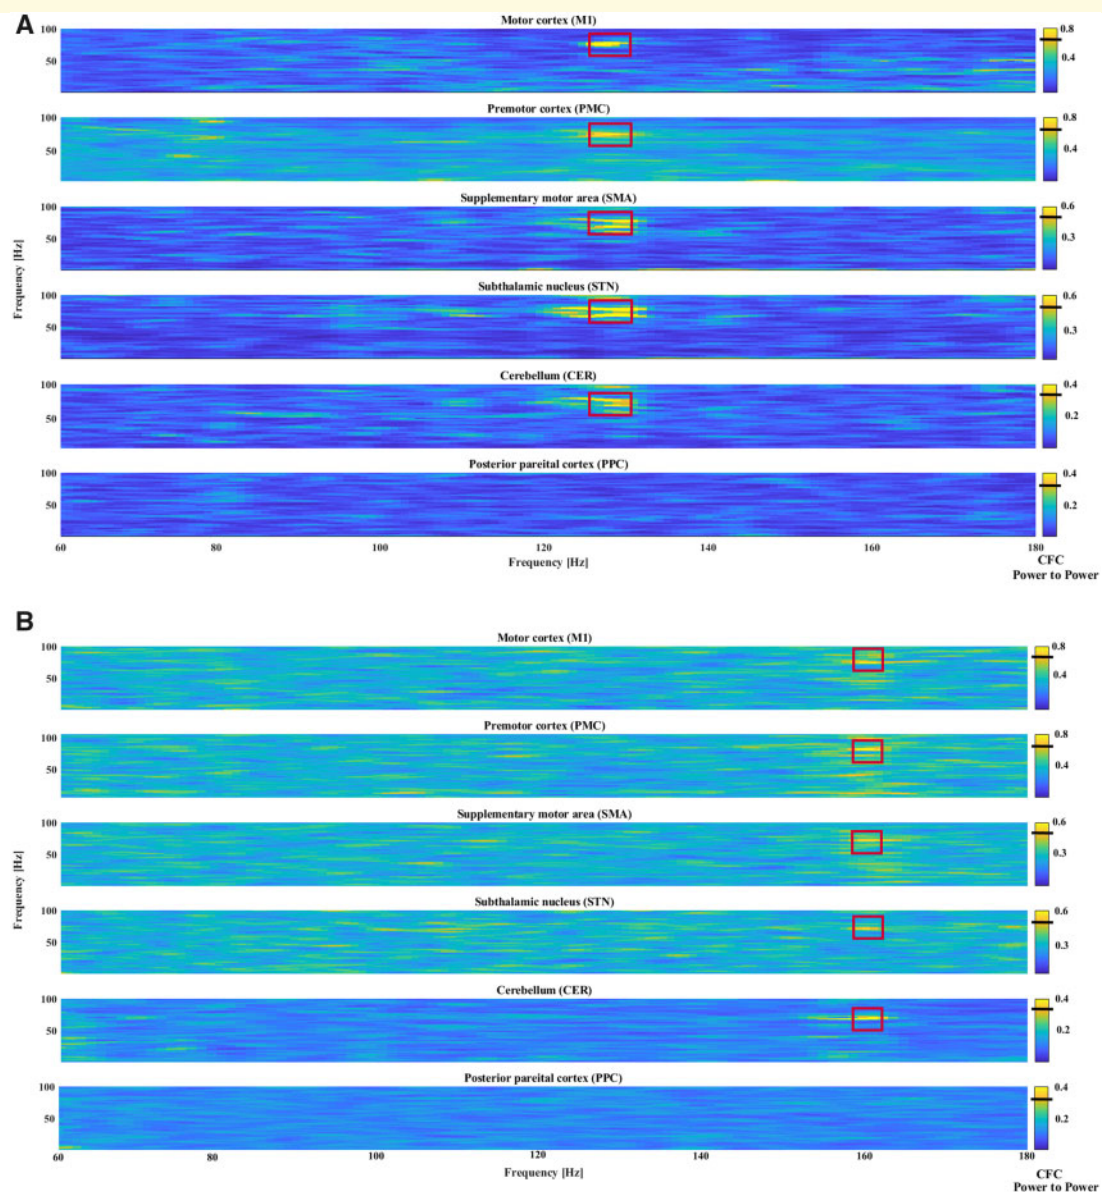 A
Motor cortex (M1)
100
50
0.8
0.4
Premotor cortex (PMC)
100
50
0.8
0.4
Supplementary motor area (SMA)
100
50
0.6
0.3
Subthalamic nucleus (STN)
100
50
0.6
0.3
Cerebellum (CER)
100
50
0.4
0.2
Posterior pareital cortex (PPC)
100
50
0.4
0.2
Frequency [Hz]
60 80 100 120 140 160 180
Frequency [Hz]
CFC
Power to Power
B
Motor cortex (M1)
100
50
0.8
0.4
Premotor cortex (PMC)
100
50
0.8
0.4
Supplementary motor area (SMA)
100
50
0.6
0.3
Subthalamic nucleus (STN)
100
50
0.6
0.3
Cerebellum (CER)
100
50
0.4
0.2
Posterior pareital cortex (PPC)
100
50
0.4
0.2
Frequency [Hz]
60 80 100 120 140 160 180
Frequency [Hz]
CFC
Power to Power